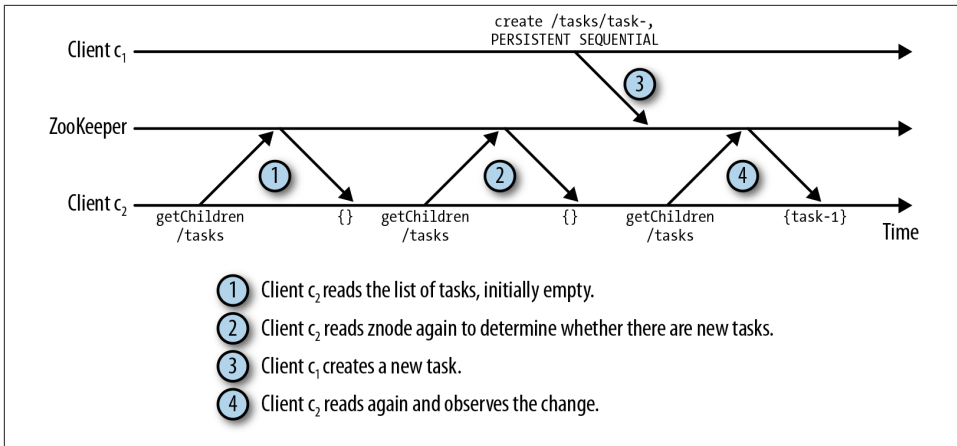 create /tasks/task-,
PERSISTENT SEQUENTIAL
Client c₁
3
ZooKeeper
1
2
4
Client c₂
getChildren
/tasks
{}
getChildren
/tasks
{}
getChildren
/tasks
{task-1}
Time
1 Client c₂ reads the list of tasks, initially empty.
2 Client c₂ reads znode again to determine whether there are new tasks.
3 Client c₁ creates a new task.
4 Client c₂ reads again and observes the change.